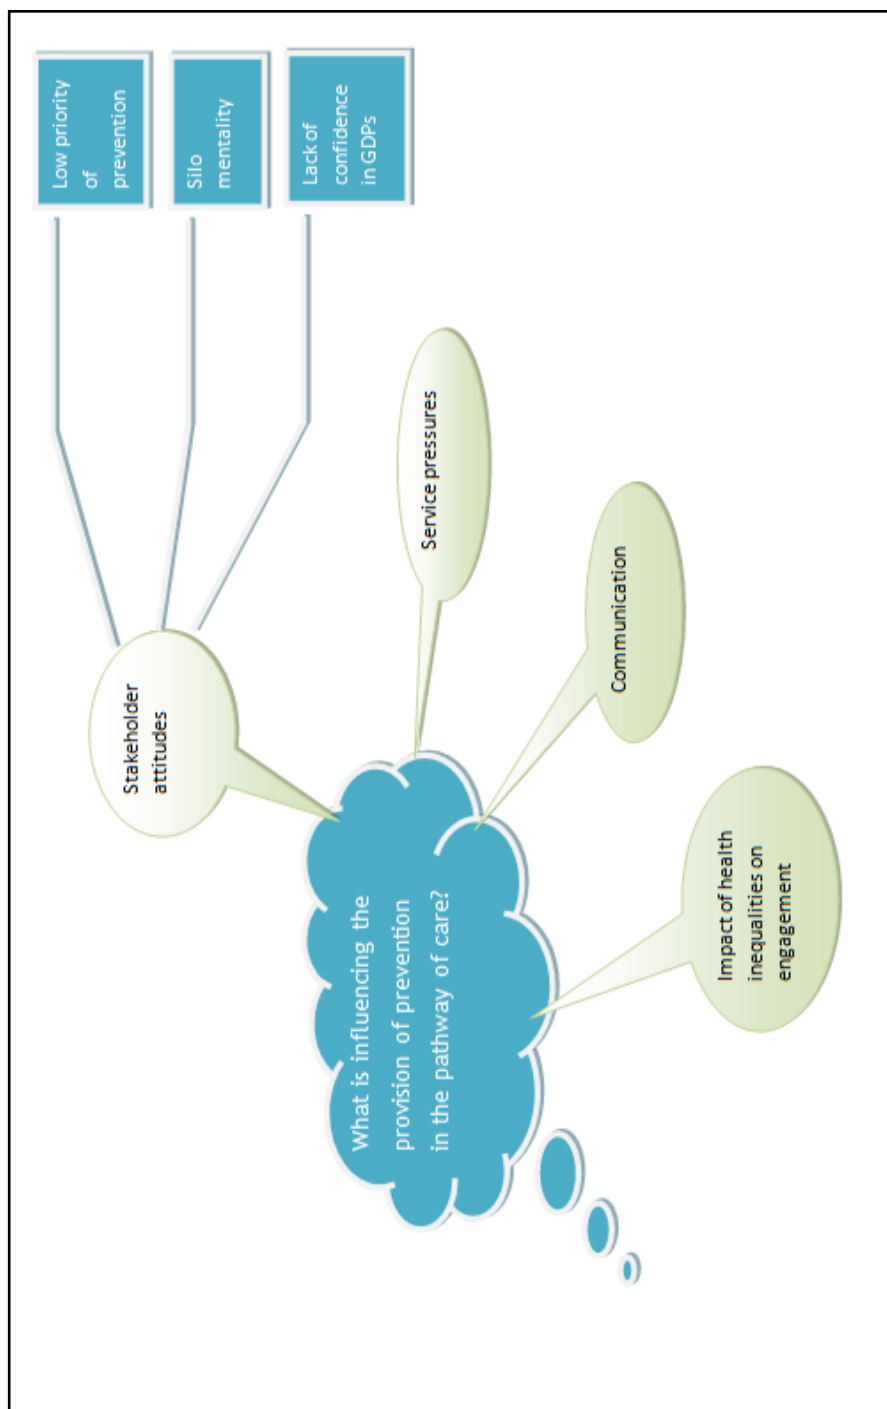 Low priority
of
prevention
Silo
mentality
Lack of
confidence
in GDPs
Stakeholder
attitudes
Service pressures
Communication
Impact of health
inequalities on
engagement
What is influencing the
provision of prevention
in the pathway of care?